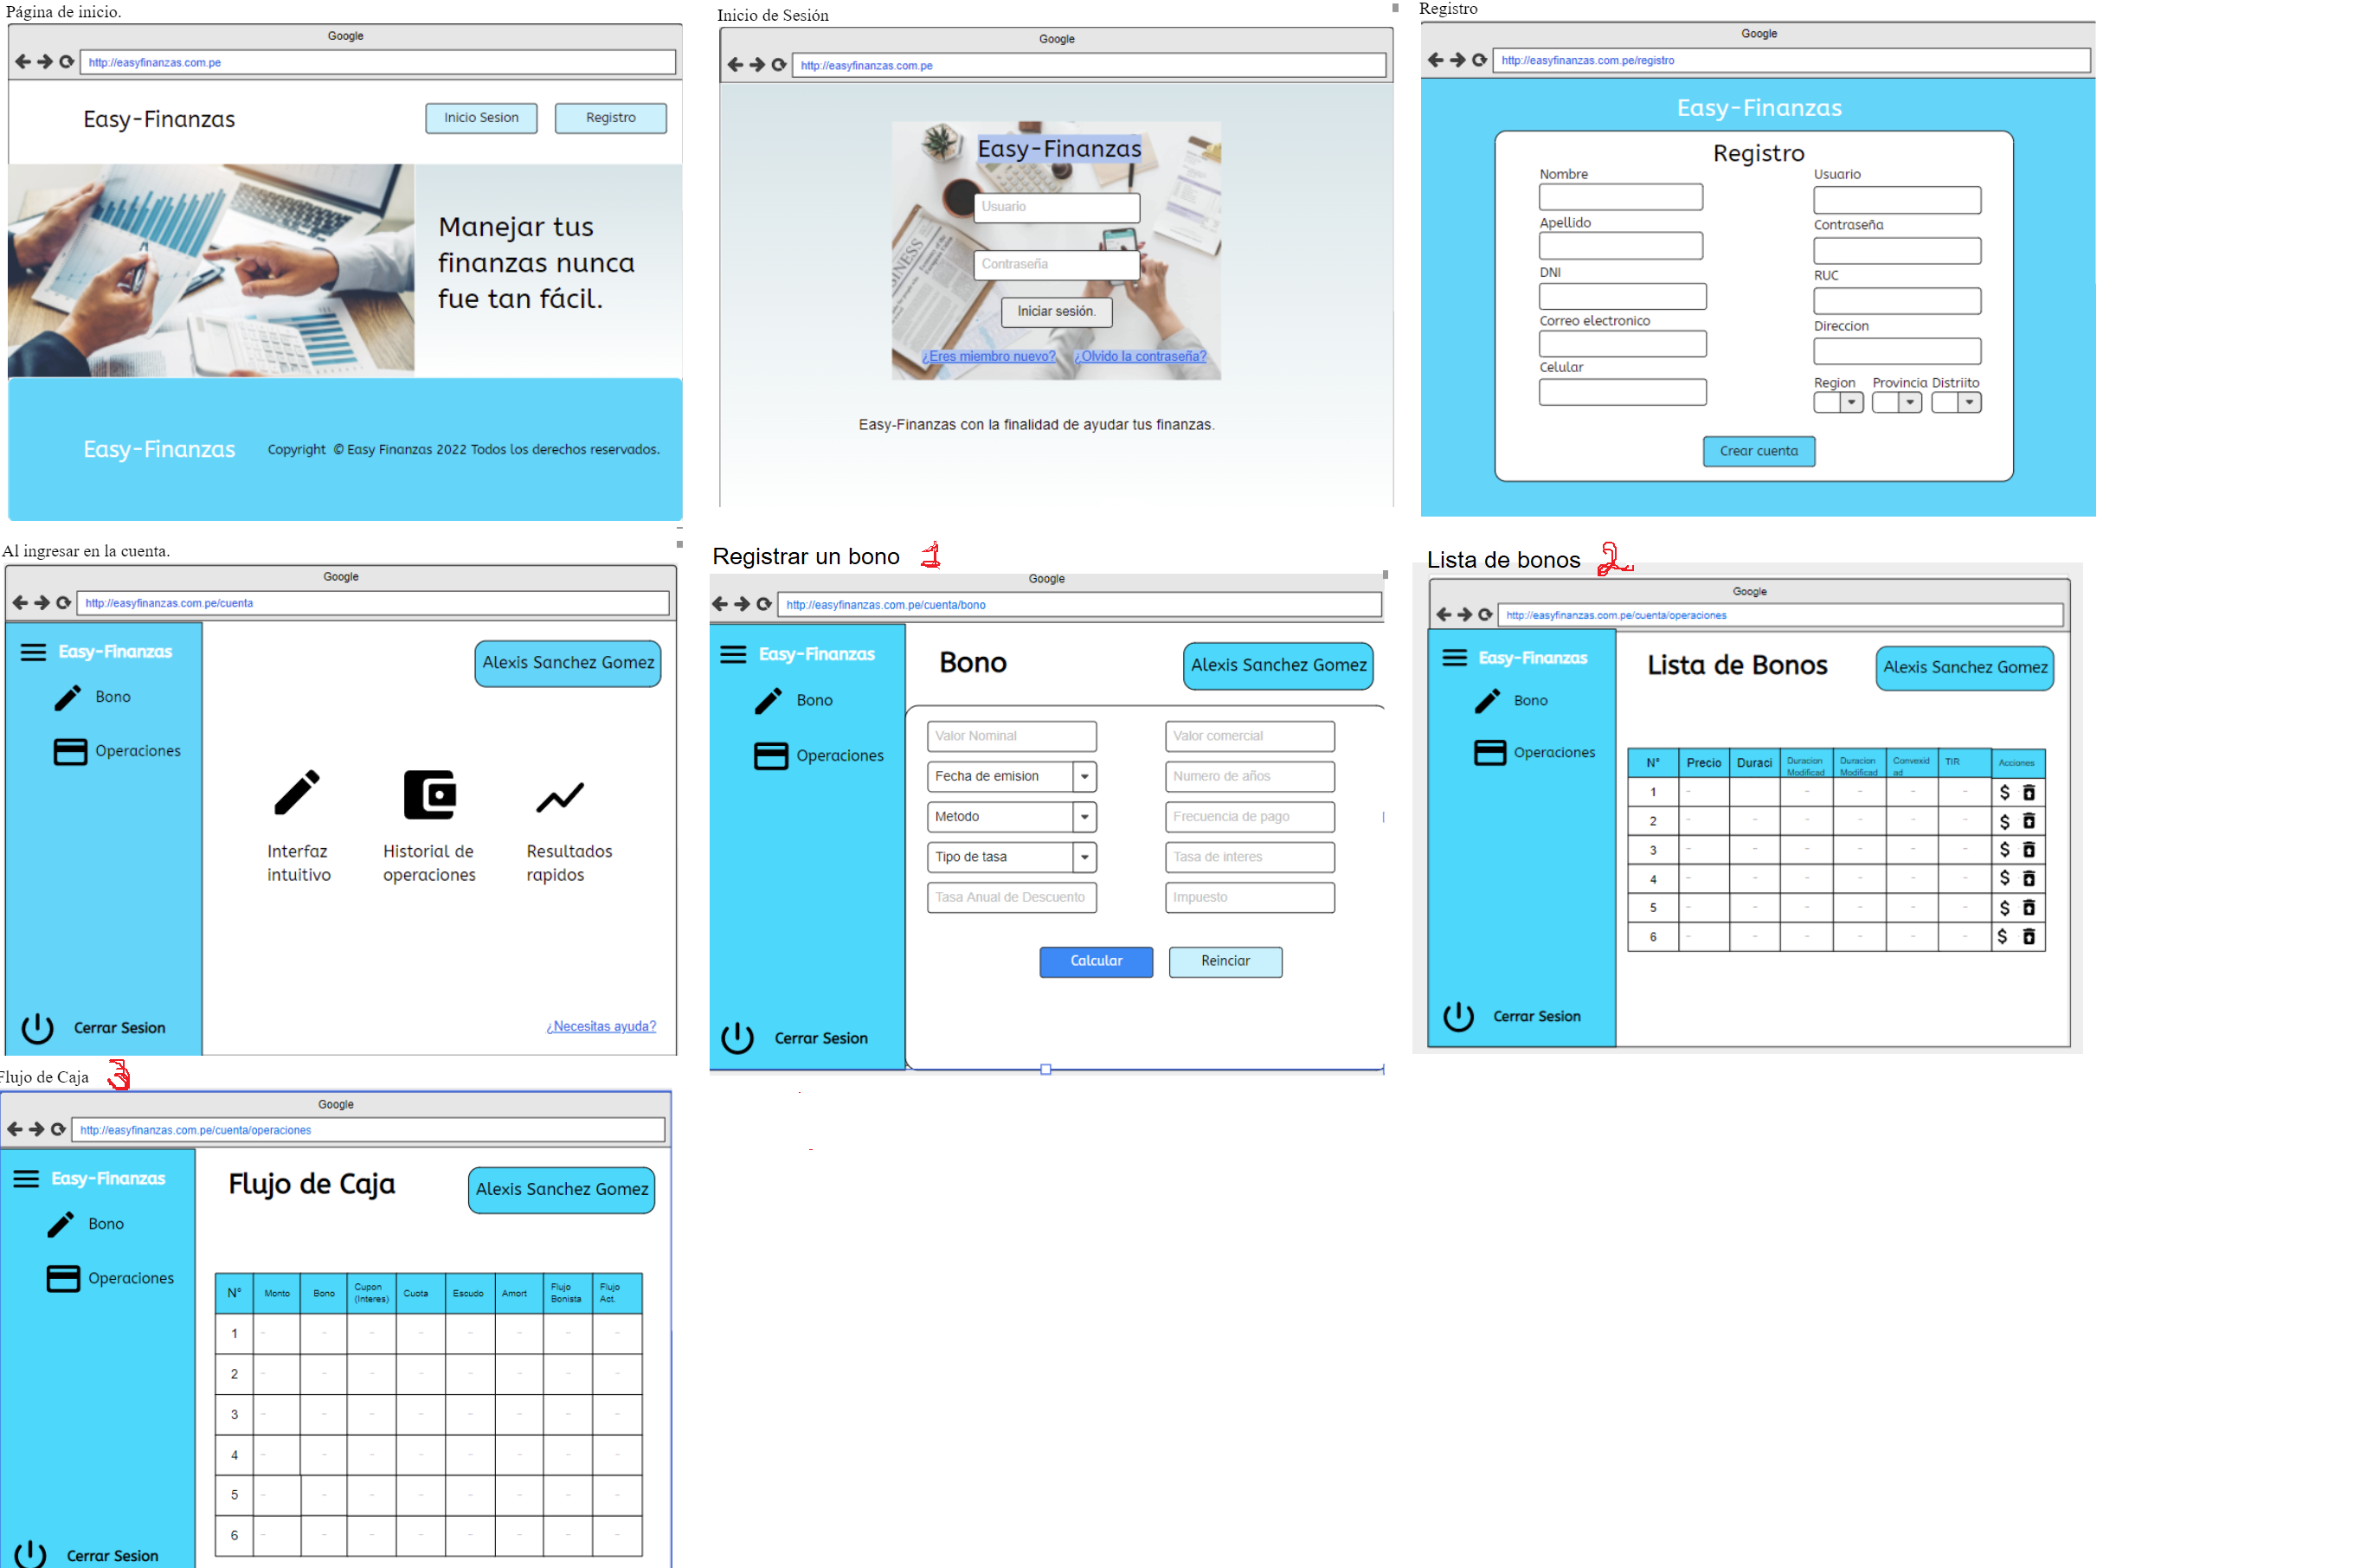 Página de inicio.
Google
http://easyfinanzas.com.pe
Easy-Finanzas
Inicio Sesion
Registro
Manejar tus
finanzas nunca
fue tan fácil.
Easy-Finanzas
Copyright © Easy Finanzas 2022 Todos los derechos reservados.
Inicio de Sesión
Google
http://easyfinanzas.com.pe
Easy-Finanzas
Usuario
Contraseña
Iniciar sesión.
¿Eres miembro nuevo? ¿Olvido la contraseña?
Easy-Finanzas con la finalidad de ayudar tus finanzas.
Registro
Google
http://easyfinanzas.com.pe/registro
Easy-Finanzas
Registro
Nombre
Usuario
Apellido
Contraseña
DNI
RUC
Correo electronico
Direccion
Celular
Region Provincia Distriito
Crear cuenta
Al ingresar en la cuenta.
Google
http://easyfinanzas.com.pe/cuenta
Easy-Finanzas
Alexis Sanchez Gomez
Bono
Operaciones
Interfaz
intuitivo
Historial de
operaciones
Resultados
rapidos
¿Necesitas ayuda?
Cerrar Sesion
Registrar un bono 1
Google
http://easyfinanzas.com.pe/cuenta/bono
Easy-Finanzas
Bono
Alexis Sanchez Gomez
Bono
Operaciones
Valor Nominal
Valor comercial
Fecha de emision
Numero de años
Metodo
Frecuencia de pago
Tipo de tasa
Tasa de interes
Tasa Anual de Descuento
Impuesto
Calcular
Reinciar
Cerrar Sesion
Lista de bonos 2
Google
http://easyfinanzas.com.pe/cuenta/operaciones
Easy-Finanzas
Lista de Bonos
Alexis Sanchez Gomez
Bono
Operaciones
N° Precio Duraci Duracion Modificad Duracion Modificad Convexid ad TIR Acciones
1 - - - - - $
2 - - - - - - $
3 - - - - - - $
4 - - - - - - $
5 - - - - - - $
6 - - - - - - $
Cerrar Sesion
Flujo de Caja 3
Google
http://easyfinanzas.com.pe/cuenta/operaciones
Easy-Finanzas
Flujo de Caja
Alexis Sanchez Gomez
Bono
Operaciones
N° Monto Bono Cupon (Interes) Cuota Escudo Amort Flujo Bonista Flujo Act.
1 - - - - - - - -
2 - - - - - - - -
3 - - - - - - - -
4 - - - - - - - -
5 - - - - - - - -
6 - - - - - - - -
Cerrar Sesion